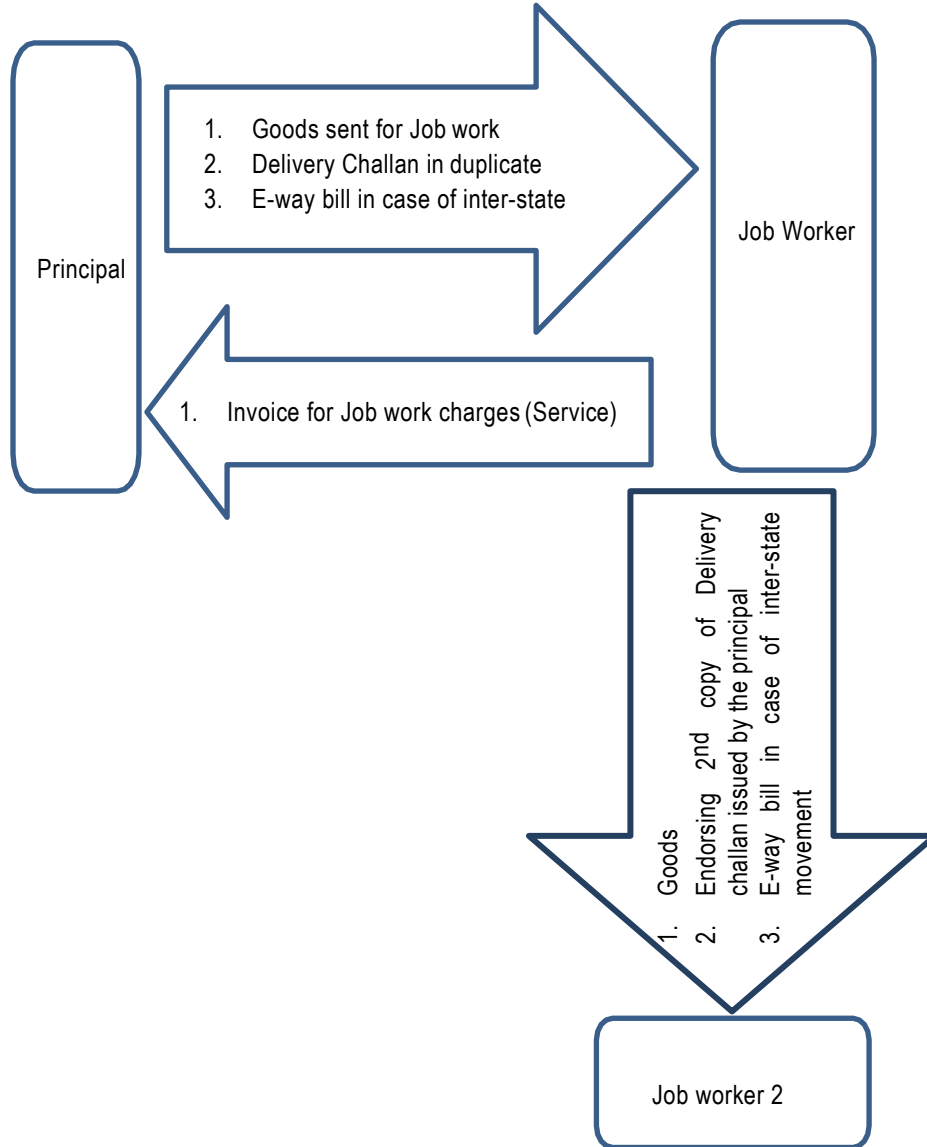 Principal
1. Goods sent for Job work
2. Delivery Challan in duplicate
3. E-way bill in case of inter-state
Job Worker
1. Invoice for Job work charges (Service)
1. Goods
2. Endorsing 2nd copy of Delivery
challan issued by the principal
3. E-way bill in case of inter-state
movement
Job worker 2